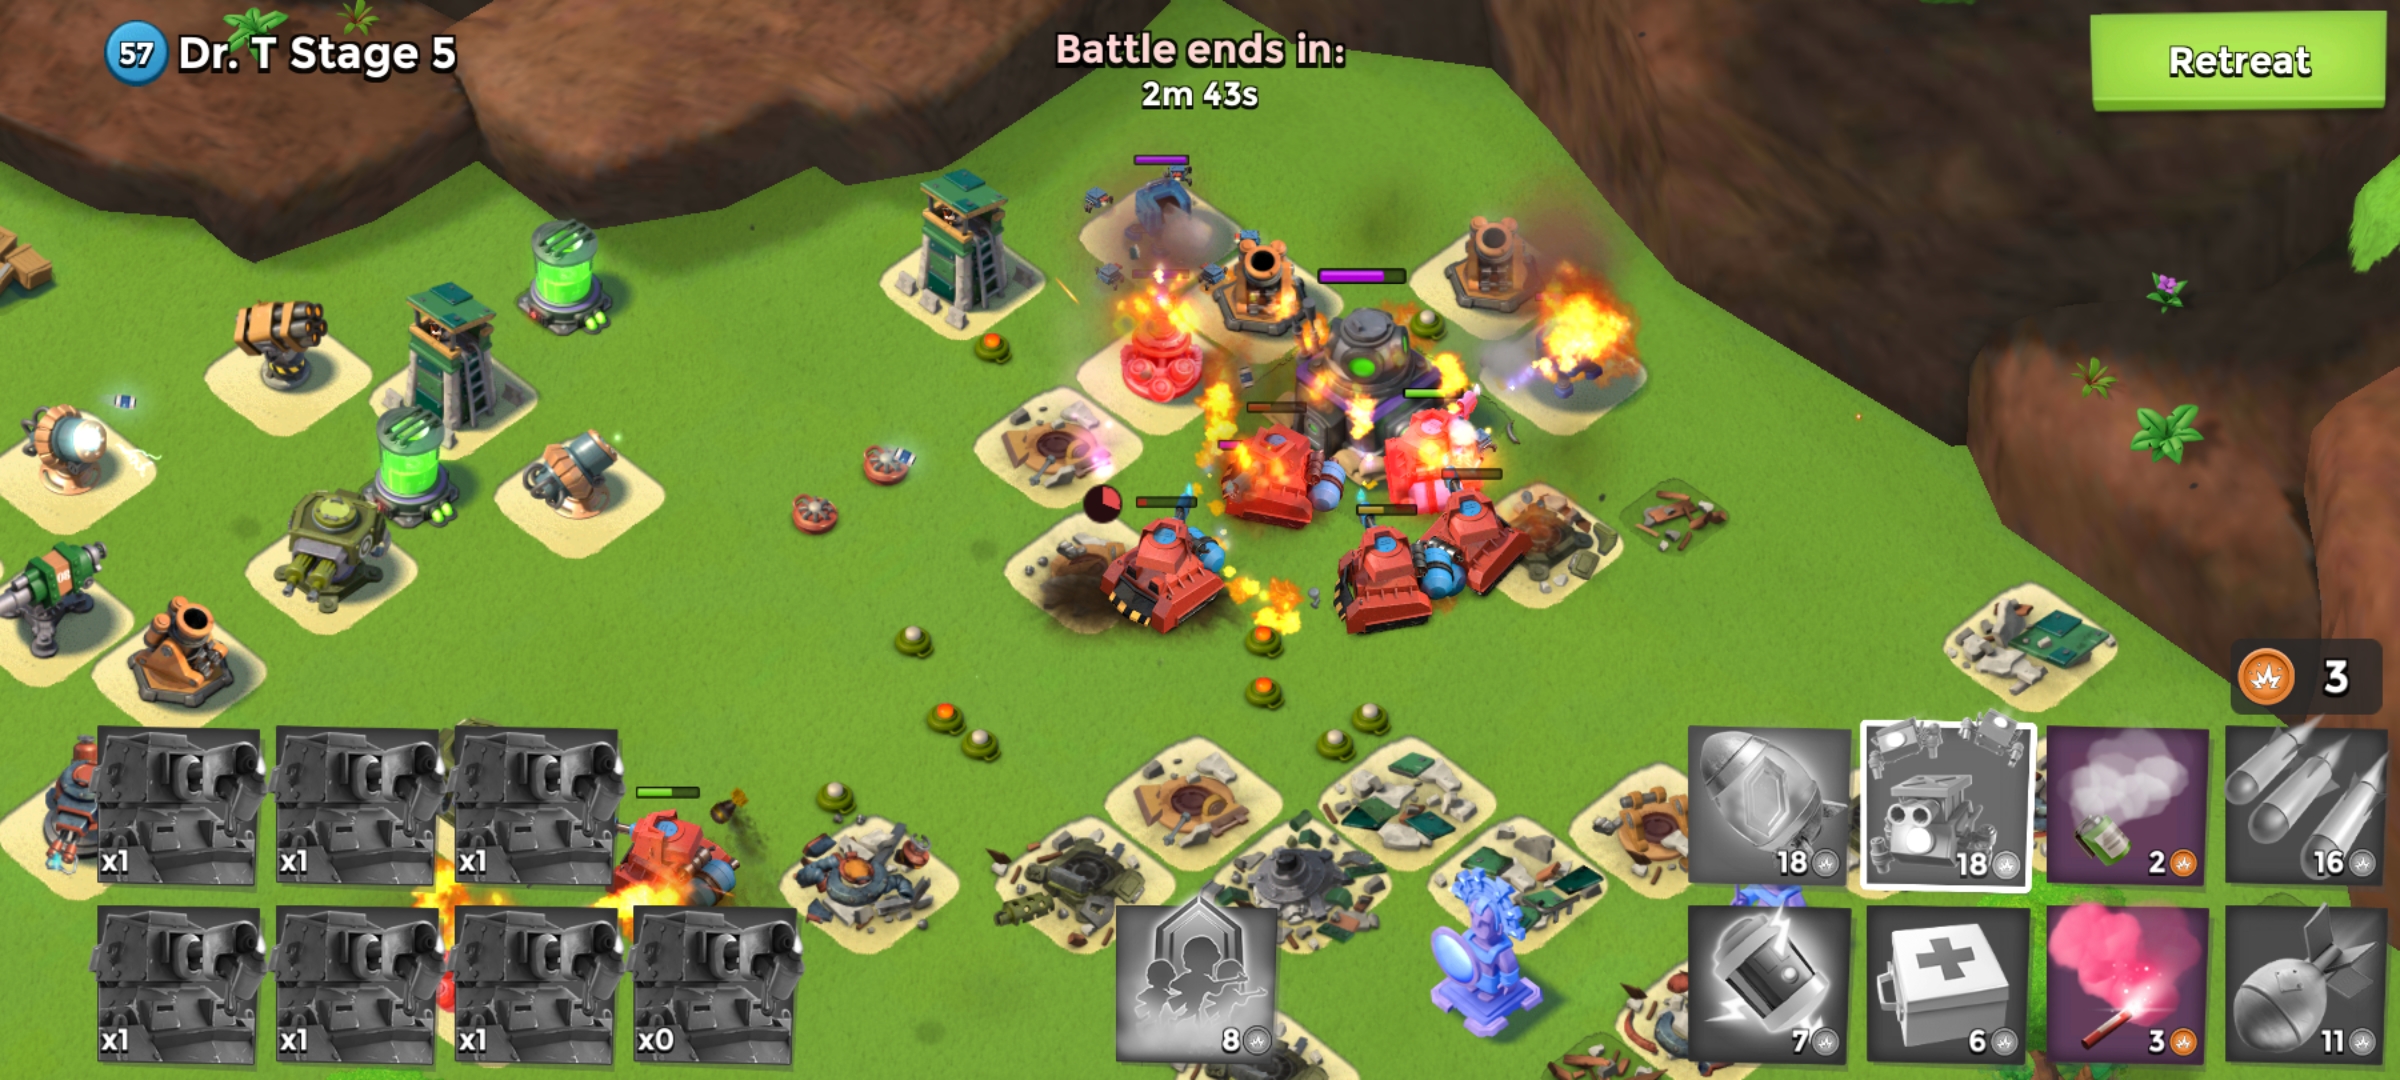 57 Dr. T Stage 5
Battle ends in:
2m 43s
Retreat
3
x1
x1
x1
18
18
2
16
x1
x1
x1
x0
8
7
6
3
11